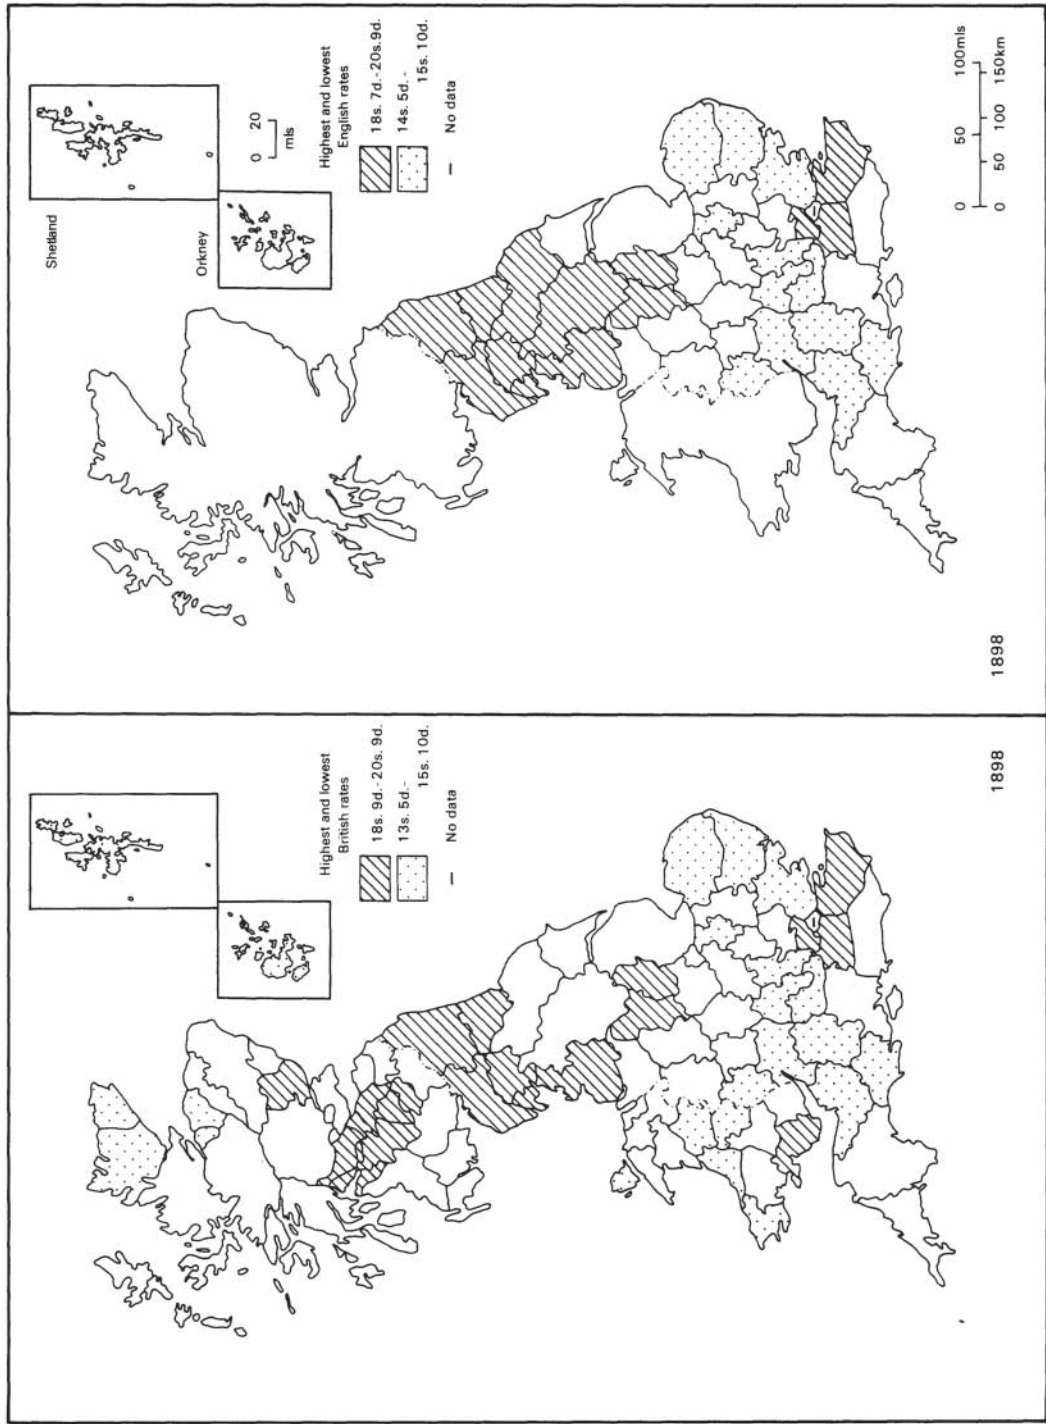 Highest and lowest
British rates
18s. 9d.-20s. 9d.
13s. 5d.-
15s. 10d.
No data
1898
Shetland
Orkney
0 20
mls
Highest and lowest
English rates
18s. 7d.-20s. 9d.
14s. 5d.-
15s. 10d.
No data
0 50 100mls
0 50 100 150km
1898